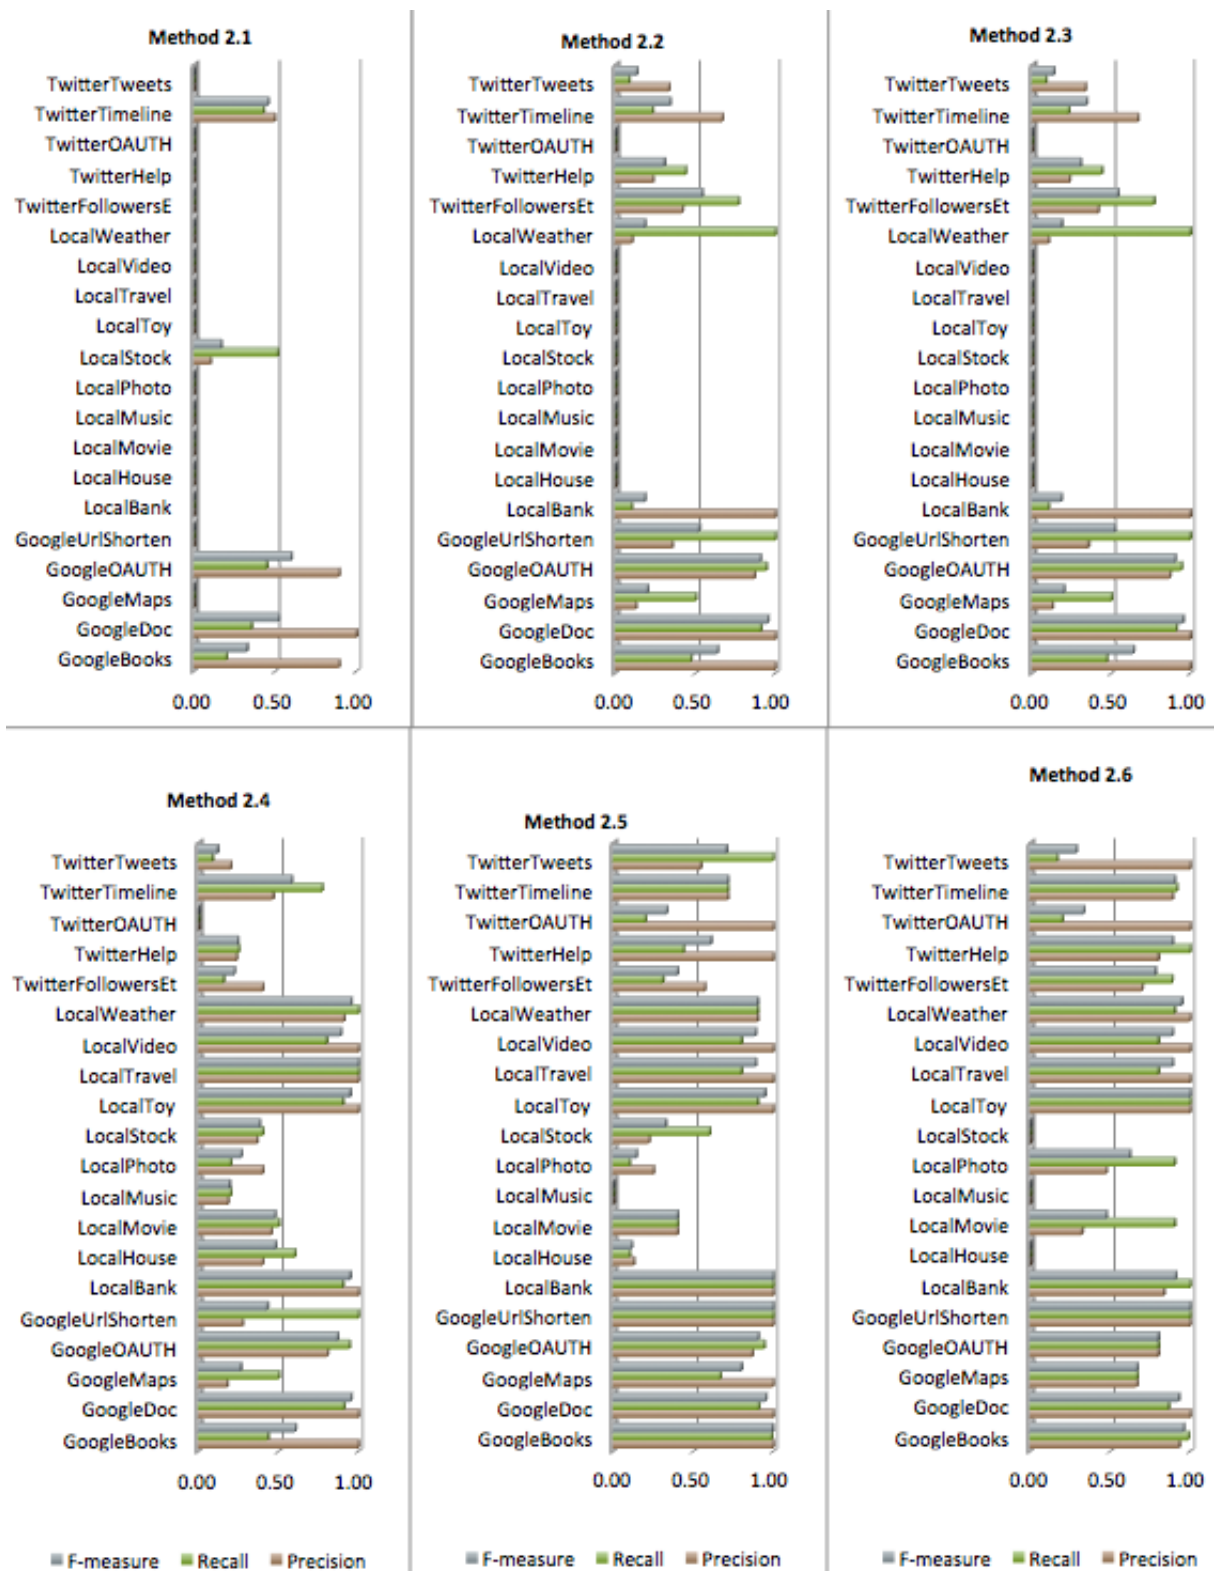 Method 2.1
TwitterTweets
TwitterTimeline
TwitterOAUTH
TwitterHelp
TwitterFollowersE
LocalWeather
LocalVideo
LocalTravel
LocalToy
LocalStock
LocalPhoto
LocalMusic
LocalMovie
LocalHouse
LocalBank
GoogleUrlShorten
GoogleOAUTH
GoogleMaps
GoogleDoc
GoogleBooks
0.00 0.50 1.00
Method 2.2
TwitterTweets
TwitterTimeline
TwitterOAUTH
TwitterHelp
TwitterFollowersEt
LocalWeather
LocalVideo
LocalTravel
LocalToy
LocalStock
LocalPhoto
LocalMusic
LocalMovie
LocalHouse
LocalBank
GoogleUrlShorten
GoogleOAUTH
GoogleMaps
GoogleDoc
GoogleBooks
0.00 0.50 1.00
Method 2.3
TwitterTweets
TwitterTimeline
TwitterOAUTH
TwitterHelp
TwitterFollowersEt
LocalWeather
LocalVideo
LocalTravel
LocalToy
LocalStock
LocalPhoto
LocalMusic
LocalMovie
LocalHouse
LocalBank
GoogleUrlShorten
GoogleOAUTH
GoogleMaps
GoogleDoc
GoogleBooks
0.00 0.50 1.00
Method 2.4
TwitterTweets
TwitterTimeline
TwitterOAUTH
TwitterHelp
TwitterFollowersEt
LocalWeather
LocalVideo
LocalTravel
LocalToy
LocalStock
LocalPhoto
LocalMusic
LocalMovie
LocalHouse
LocalBank
GoogleUrlShorten
GoogleOAUTH
GoogleMaps
GoogleDoc
GoogleBooks
0.00 0.50 1.00
F-measure Recall Precision
Method 2.5
TwitterTweets
TwitterTimeline
TwitterOAUTH
TwitterHelp
TwitterFollowersEt
LocalWeather
LocalVideo
LocalTravel
LocalToy
LocalStock
LocalPhoto
LocalMusic
LocalMovie
LocalHouse
LocalBank
GoogleUrlShorten
GoogleOAUTH
GoogleMaps
GoogleDoc
GoogleBooks
0.00 0.50 1.00
F-measure Recall Precision
Method 2.6
TwitterTweets
TwitterTimeline
TwitterOAUTH
TwitterHelp
TwitterFollowersEt
LocalWeather
LocalVideo
LocalTravel
LocalToy
LocalStock
LocalPhoto
LocalMusic
LocalMovie
LocalHouse
LocalBank
GoogleUrlShorten
GoogleOAUTH
GoogleMaps
GoogleDoc
GoogleBooks
0.00 0.50 1.00
F-measure Recall Precision